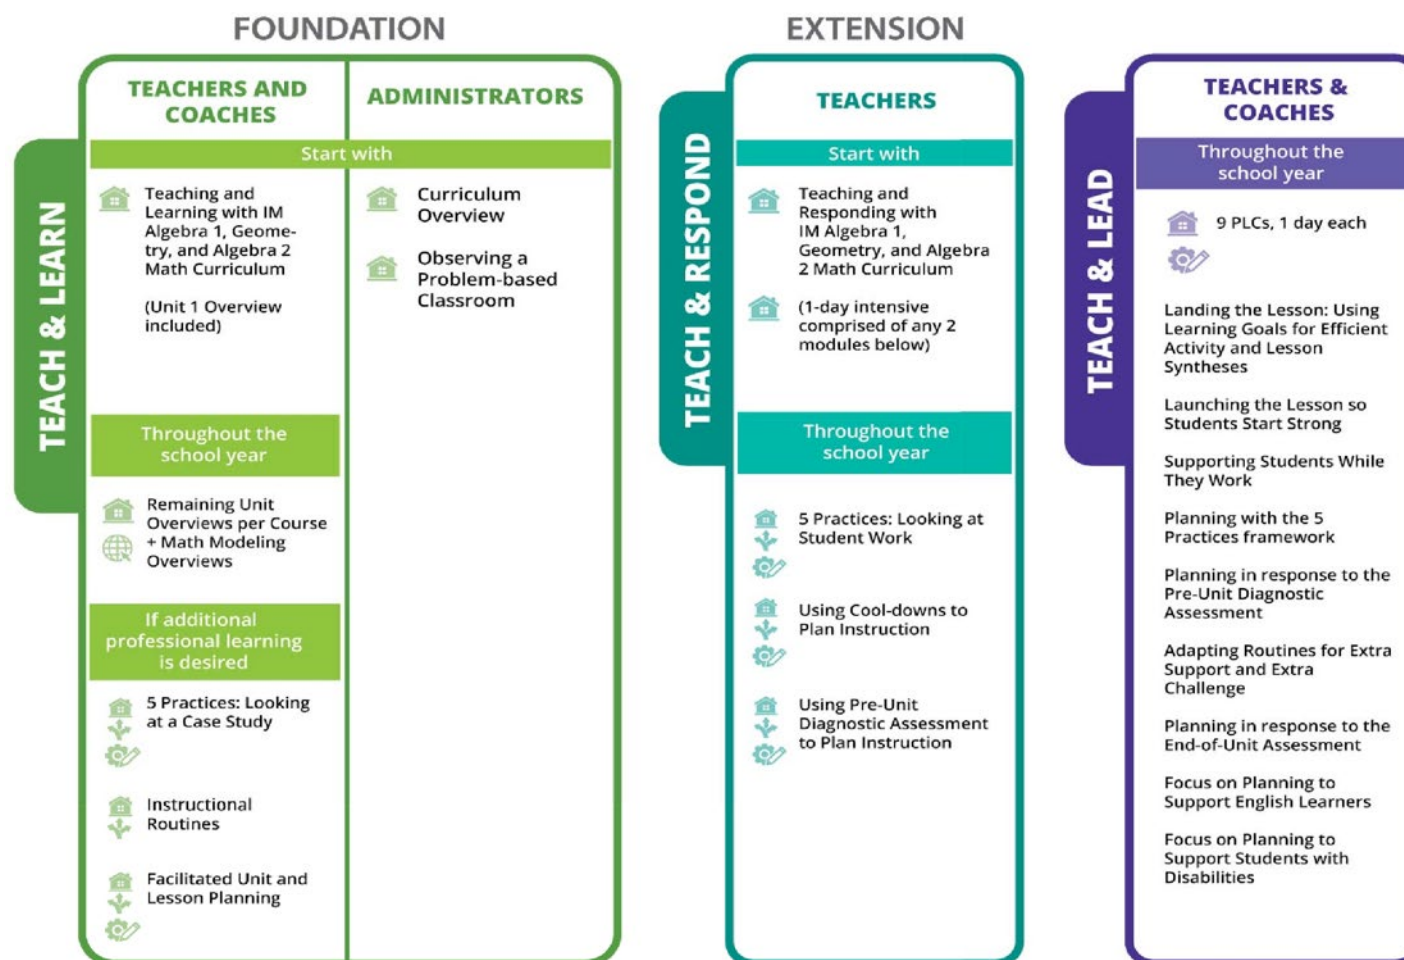 FOUNDATION
TEACH & LEARN
TEACHERS AND
COACHES
ADMINISTRATORS
Start with
Teaching and
Learning with IM
Algebra 1, Geome-
try, and Algebra 2
Math Curriculum
(Unit 1 Overview
included)
Curriculum
Overview
Observing a
Problem-based
Classroom
Throughout the
school year
Remaining Unit
Overviews per Course
+ Math Modeling
Overviews
If additional
professional learning
is desired
5 Practices: Looking
at a Case Study
Instructional
Routines
Facilitated Unit and
Lesson Planning
EXTENSION
TEACH & RESPOND
TEACHERS
Start with
Teaching and
Responding with
IM Algebra 1,
Geometry, and Algebra
2 Math Curriculum
(1-day intensive
comprised of any 2
modules below)
Throughout the
school year
5 Practices: Looking at
Student Work
Using Cool-downs to
Plan Instruction
Using Pre-Unit
Diagnostic Assessment
to Plan Instruction
TEACH & LEAD
TEACHERS &
COACHES
Throughout the
school year
9 PLCs, 1 day each
Landing the Lesson: Using
Learning Goals for Efficient
Activity and Lesson
Syntheses
Launching the Lesson so
Students Start Strong
Supporting Students While
They Work
Planning with the 5
Practices framework
Planning in response to the
Pre-Unit Diagnostic
Assessment
Adapting Routines for Extra
Support and Extra
Challenge
Planning in response to the
End-of-Unit Assessment
Focus on Planning to
Support English Learners
Focus on Planning to
Support Students with
Disabilities